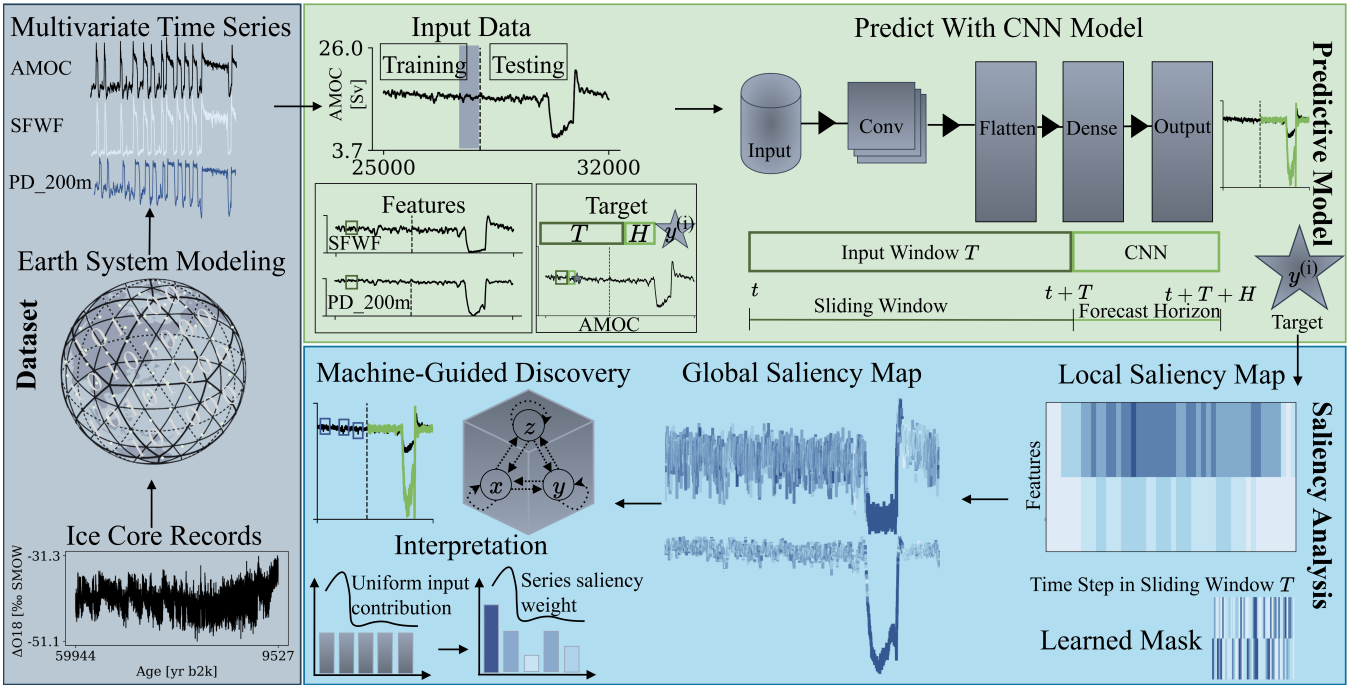 Multivariate Time Series
AMOC
SFWF
PD_200m
Earth System Modeling
Dataset
Ice Core Records
-31.3
-51.1
ΔO18 [‰ SMOW]
59944
9527
Age [yr b2k]
Input Data
26.0
AMOC
[Sv]
3.7
Training
Testing
25000
32000
Features
SFWF
PD_200m
Target
T
H
y(i)
AMOC
Predict With CNN Model
Input
Conv
Flatten
Dense
Output
Input Window T
CNN
t
t + T
t + T + H
Sliding Window
Forecast Horizon
y(i)
Target
Predictive Model
Machine-Guided Discovery
z
x
y
Interpretation
Uniform input
contribution
Series saliency
weight
Global Saliency Map
Local Saliency Map
Features
Time Step in Sliding Window T
Learned Mask
Saliency Analysis